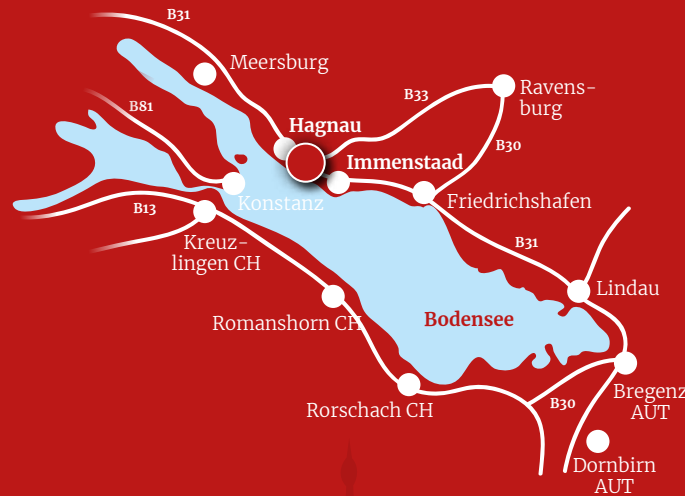 B31
Meersburg
B33
Ravens-
burg
B81
Hagnau
B30
Immenstaad
Konstanz
Friedrichshafen
B13
Kreuz-
lingen CH
B31
Lindau
Romanshorn CH
Bodensee
Rorschach CH
B30
Bregenz
AUT
Dornbirn
AUT